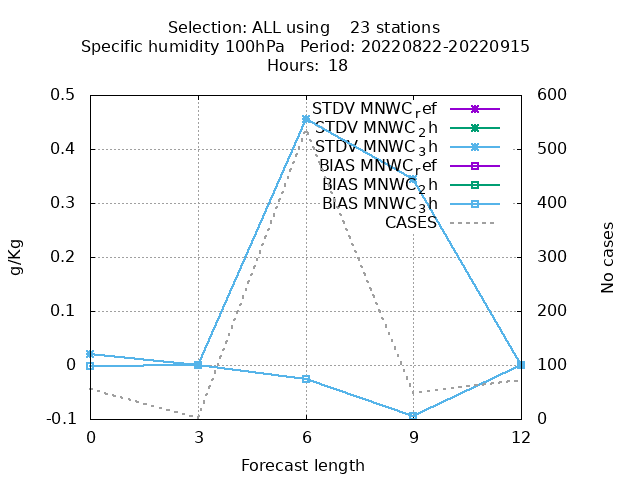 Selection: ALL using    23 stations
Specific humidity 100hPa   Period: 20220822-20220915
Hours:  18
0.5
0.4
0.3
0.2
0.1
0
-0.1
600
500
400
300
200
100
0
STDV MNWC_ref
STDV MNWC_2h
STDV MNWC_3h
BIAS MNWC_ref
BIAS MNWC_2h
BIAS MNWC_3h
CASES
g/Kg
No cases
0 3 6 9 12
Forecast length